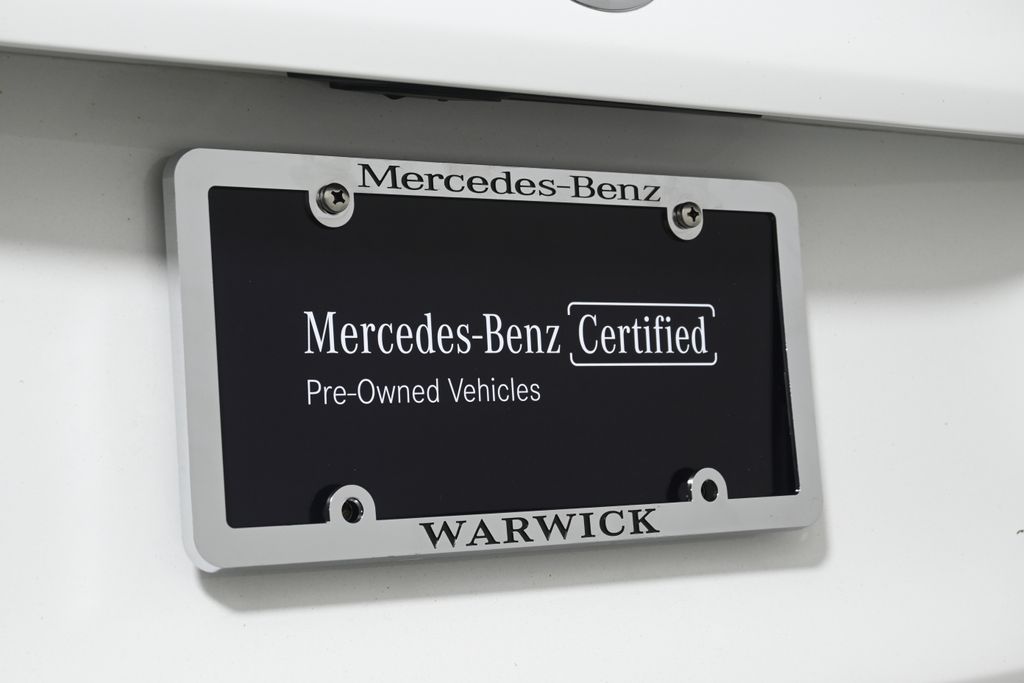 Mercedes-Benz
Mercedes-Benz Certified
Pre-Owned Vehicles
WARWICK